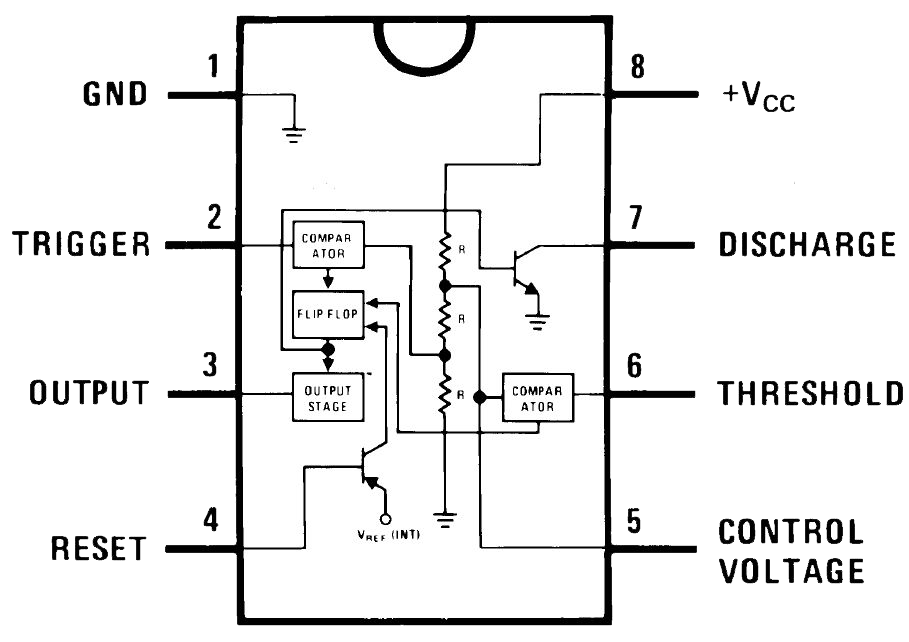 1
GND
8
+VCC
2
TRIGGER
7
DISCHARGE
COMPAR
ATOR
R
FLIP FLOP
R
3
OUTPUT
6
THRESHOLD
OUTPUT
STAGE
R
COMPAR
ATOR
4
RESET
VREF (INT)
5
CONTROL
VOLTAGE